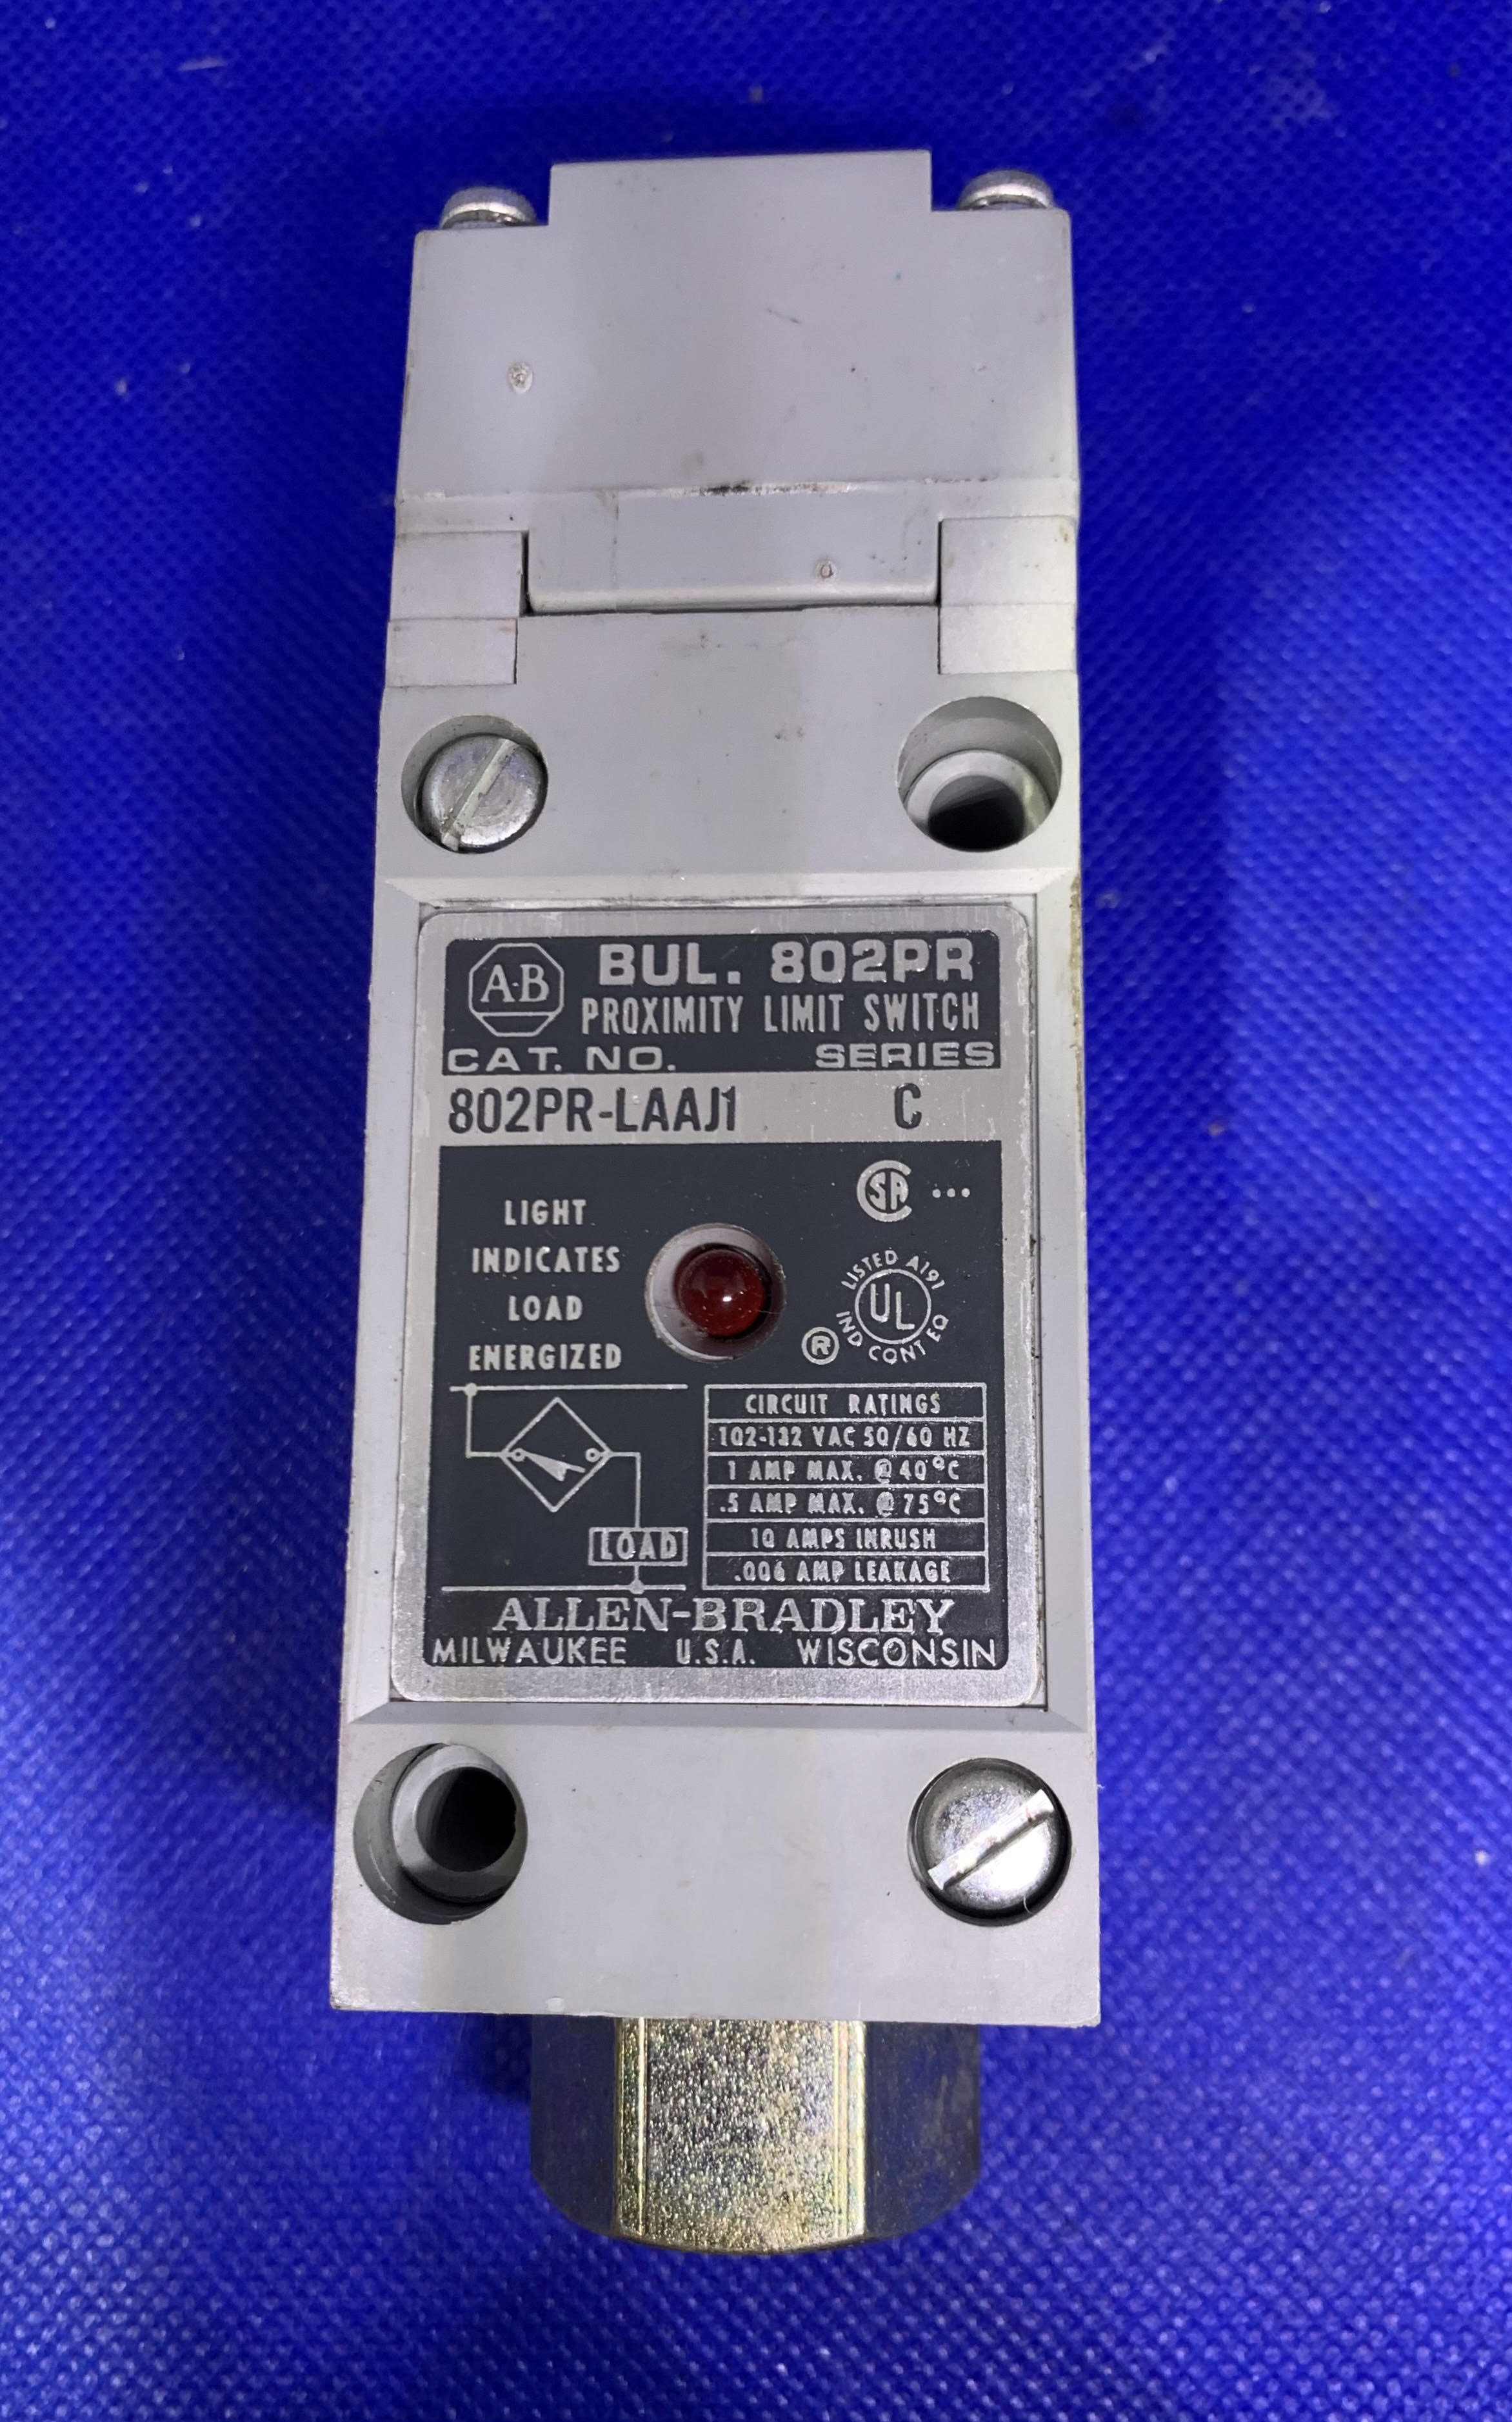 A-B
BUL. 802PR
PROXIMITY LIMIT SWITCH
CAT. NO. SERIES
802PR-LAAJ1 C
SA ...
LIGHT
INDICATES
LOAD
ENERGIZED
LISTED A191
UL
IND CONT EQ
®
CIRCUIT RATINGS
102-132 VAC 50/60 HZ
1 AMP MAX. @ 40°C
.5 AMP MAX. @ 75°C
10 AMPS INRUSH
.006 AMP LEAKAGE
LOAD
ALLEN-BRADLEY
MILWAUKEE U.S.A. WISCONSIN